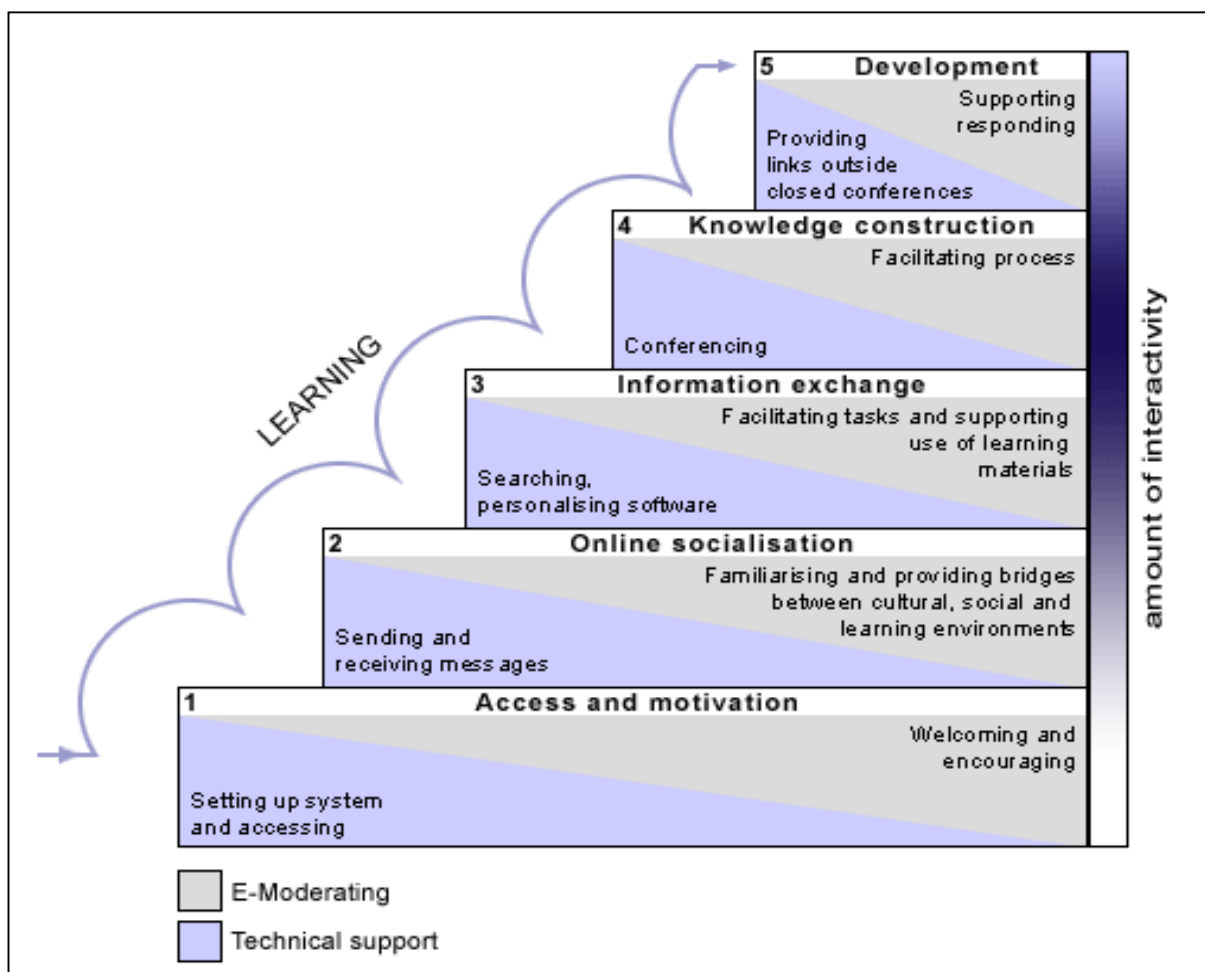 5 Development
Supporting
responding
Providing
links outside
closed conferences
4 Knowledge construction
Facilitating process
Conferencing
3 Information exchange
Facilitating tasks and supporting
use of learning
materials
Searching,
personalising software
2 Online socialisation
Familiarising and providing bridges
between cultural, social and
learning environments
Sending and
receiving messages
1 Access and motivation
Welcoming and
encouraging
Setting up system
and accessing
LEARNING
amount of interactivity
E-Moderating
Technical support